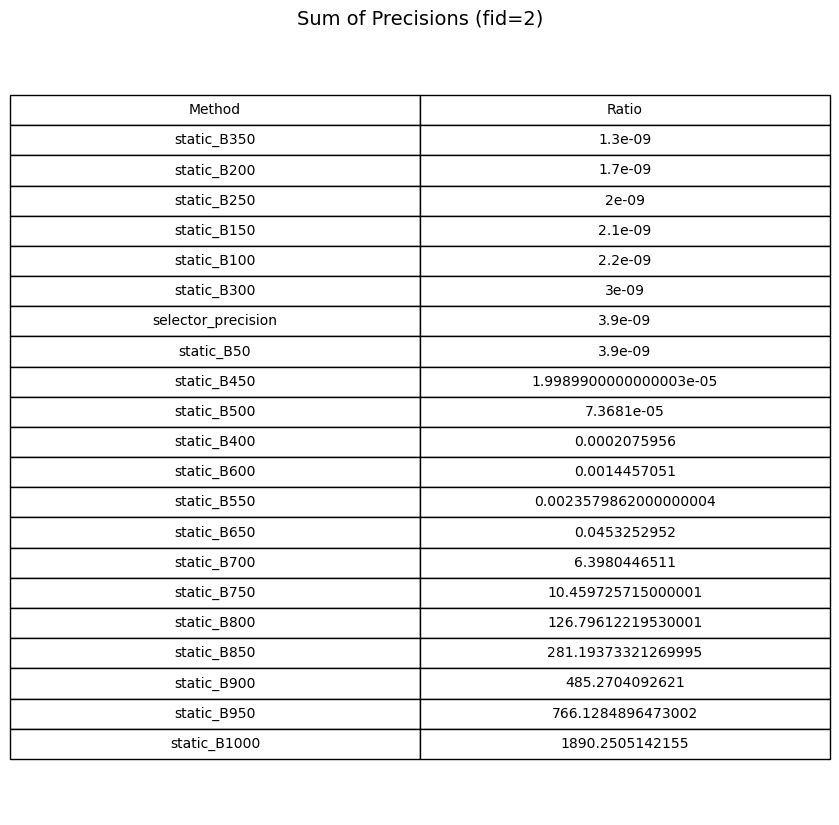 Sum of Precisions (fid=2)
Method Ratio
static_B350 1.3e-09
static_B200 1.7e-09
static_B250 2e-09
static_B150 2.1e-09
static_B100 2.2e-09
static_B300 3e-09
selector_precision 3.9e-09
static_B50 3.9e-09
static_B450 1.9989900000000003e-05
static_B500 7.3681e-05
static_B400 0.0002075956
static_B600 0.0014457051
static_B550 0.0023579862000000004
static_B650 0.0453252952
static_B700 6.3980446511
static_B750 10.459725715000001
static_B800 126.79612219530001
static_B850 281.19373321269995
static_B900 485.2704092621
static_B950 766.1284896473002
static_B1000 1890.2505142155